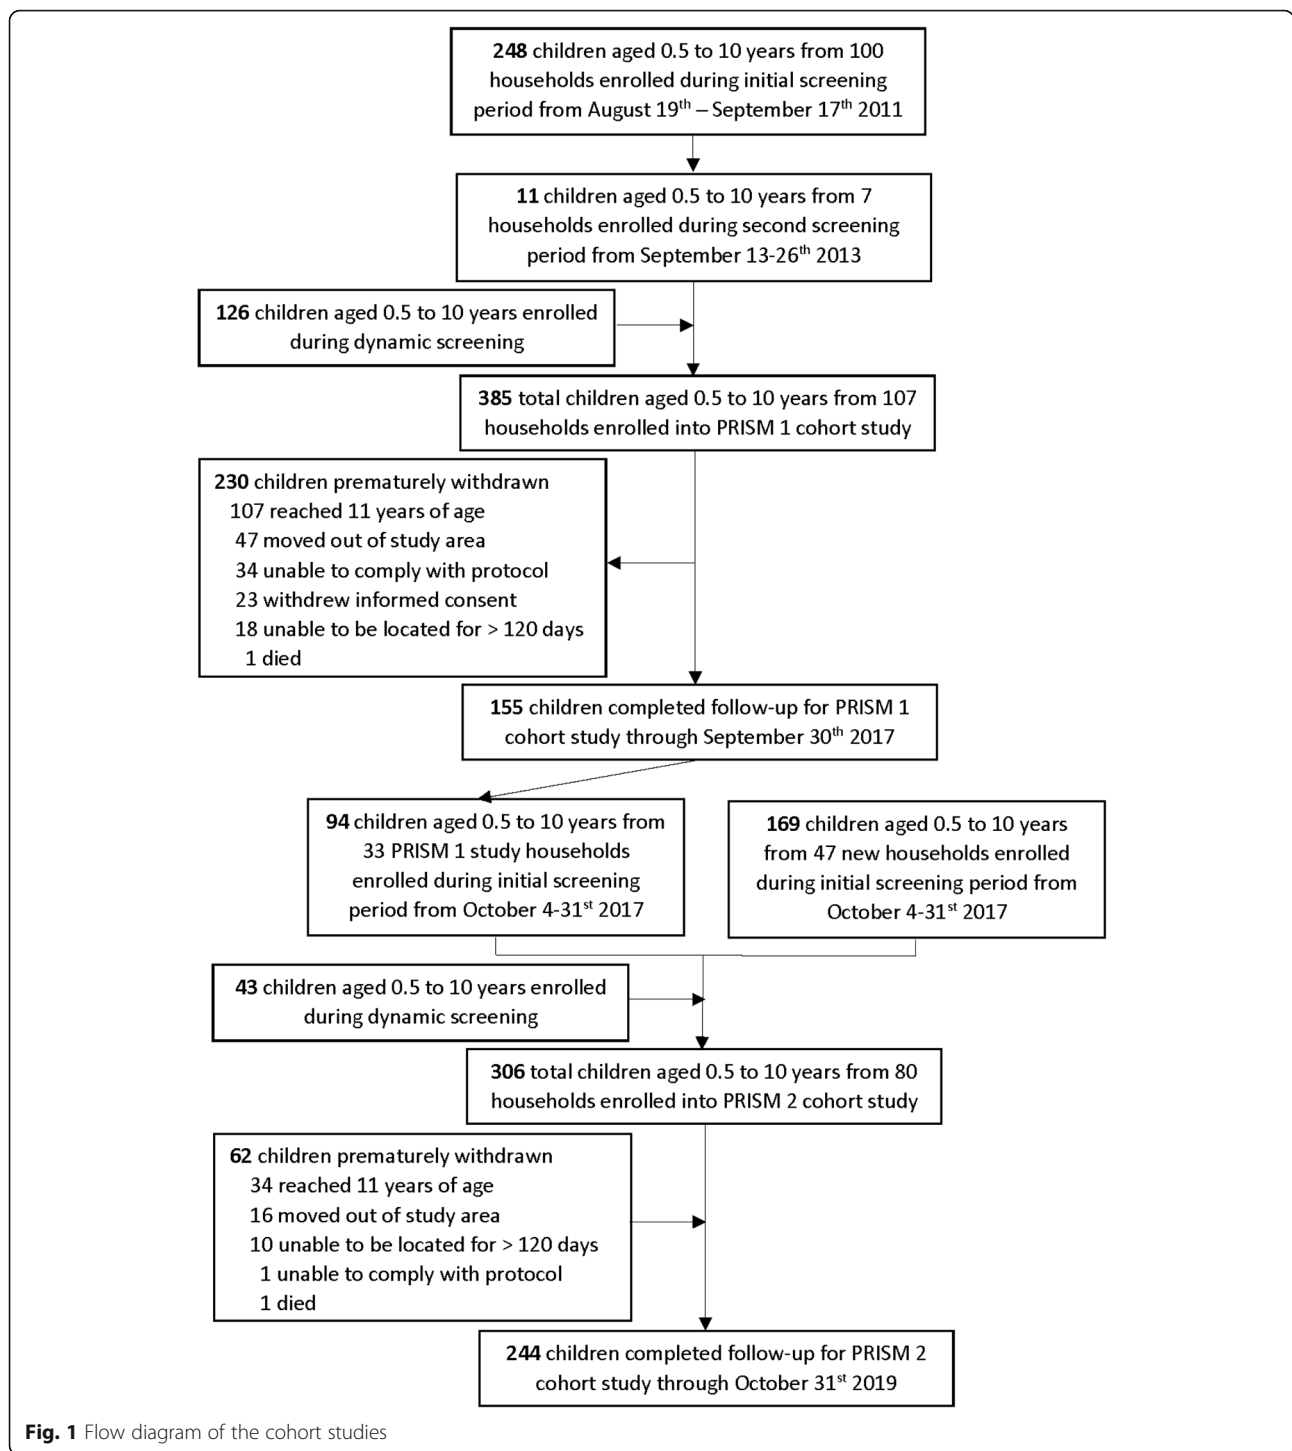 248 children aged 0.5 to 10 years from 100
households enrolled during initial screening
period from August 19th – September 17th 2011
11 children aged 0.5 to 10 years from 7
households enrolled during second screening
period from September 13-26th 2013
126 children aged 0.5 to 10 years enrolled
during dynamic screening
385 total children aged 0.5 to 10 years from 107
households enrolled into PRISM 1 cohort study
230 children prematurely withdrawn
107 reached 11 years of age
47 moved out of study area
34 unable to comply with protocol
23 withdrew informed consent
18 unable to be located for > 120 days
1 died
155 children completed follow-up for PRISM 1
cohort study through September 30th 2017
94 children aged 0.5 to 10 years from
33 PRISM 1 study households
enrolled during initial screening
period from October 4-31st 2017
169 children aged 0.5 to 10 years
from 47 new households enrolled
during initial screening period from
October 4-31st 2017
43 children aged 0.5 to 10 years enrolled
during dynamic screening
306 total children aged 0.5 to 10 years from 80
households enrolled into PRISM 2 cohort study
62 children prematurely withdrawn
34 reached 11 years of age
16 moved out of study area
10 unable to be located for > 120 days
1 unable to comply with protocol
1 died
244 children completed follow-up for PRISM 2
cohort study through October 31st 2019
Fig. 1 Flow diagram of the cohort studies